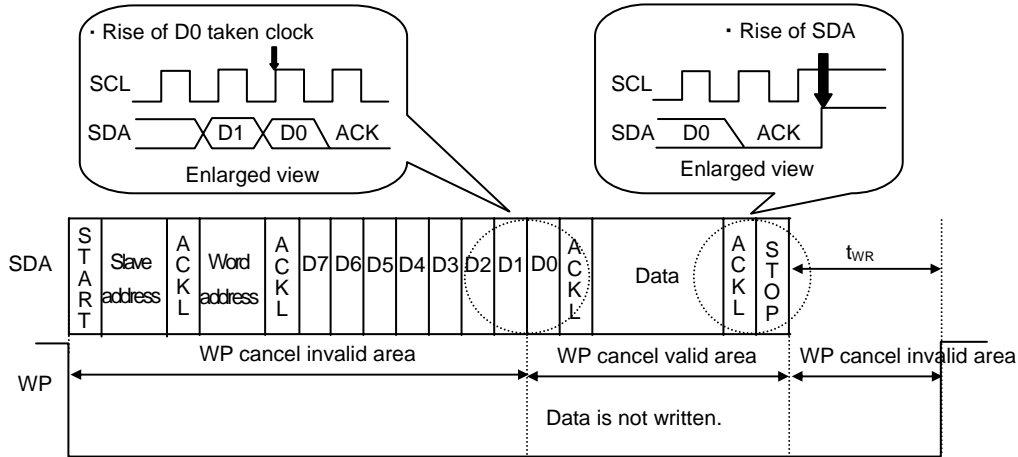 ・Rise of D0 taken clock
SCL
SDA D1 D0 ACK
Enlarged view
・Rise of SDA
SCL
SDA D0 ACK
Enlarged view
SDA
START
Slave address
ACKL
Word address
ACKL
D7 D6 D5 D4 D3 D2 D1 D0
ACKL
Data
ACKL
STOP
tWR
WP cancel invalid area
WP cancel valid area
WP cancel invalid area
WP
Data is not written.